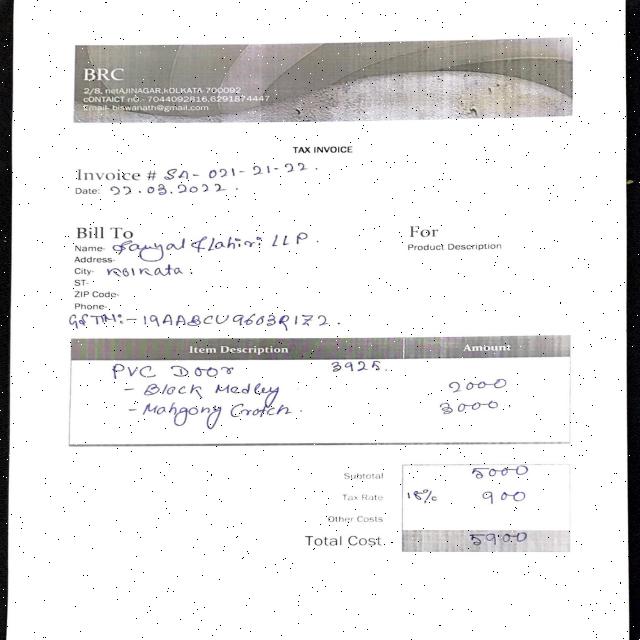 BRC
2/8, netAJINAGAR,KOLKATA 700092
cONTAICT nO:- 7044092816,6291874447
Email- biswanath@gmail.com
TAX INVOICE
Invoice # SA- 021-21-22.
Date: 22.03.2022.
Bill To
For
Name- Sanyal & Lahiri LLP.
Product Description
Address-
City- Kolkata.
ST-
ZIP Code-
Phone-
GSTIN:-19AABCU9603R1Z2.
Item Description Amount
PVC Door 3925
- Black Medley 2000
- Mahgony Crotch. 3000.
Subtotal 5000
Tax Rate 18% 900
Other Costs
Total Cost. 5900